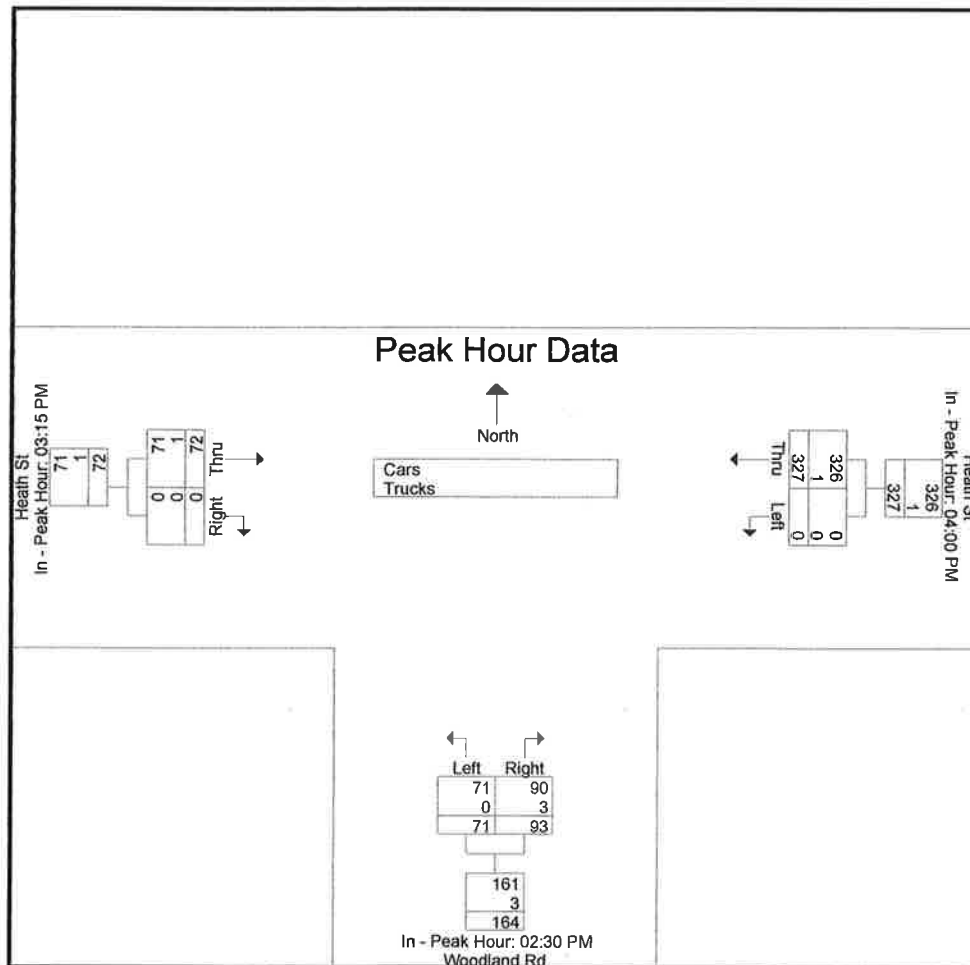 Peak Hour Data
North
Cars
Trucks
Heath St
In - Peak Hour: 03:15 PM
71
1
72
71
1
72
Thru
0
0
0
Right
Heath St
In - Peak Hour: 04:00 PM
326
1
327
326
1
327
Thru
0
0
0
Left
Left Right
71 90
0 3
71 93
161
3
164
In - Peak Hour: 02:30 PM
Woodland Rd